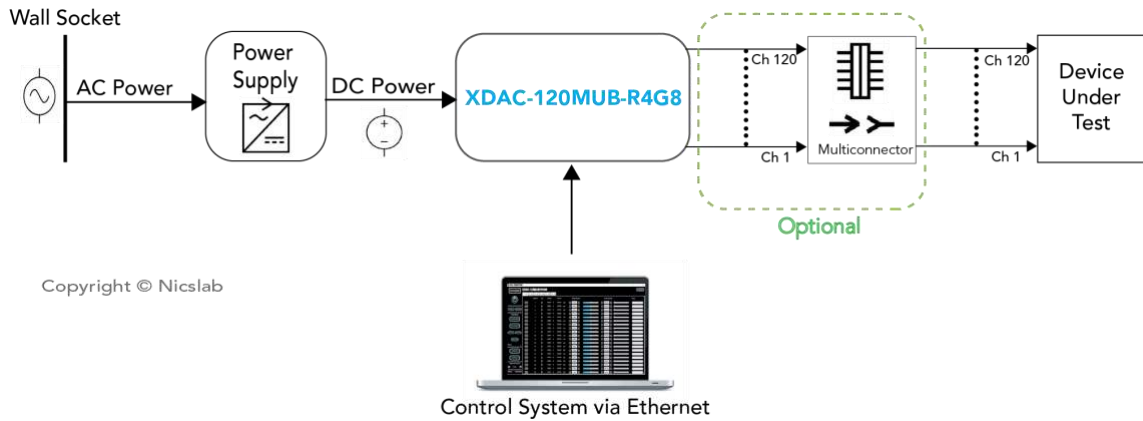 Wall Socket
AC Power
Power
Supply
DC Power
XDAC-120MUB-R4G8
Ch 120
Ch 1
Multiconnector
Optional
Ch 120
Ch 1
Device
Under
Test
Copyright © Nicslab
Control System via Ethernet